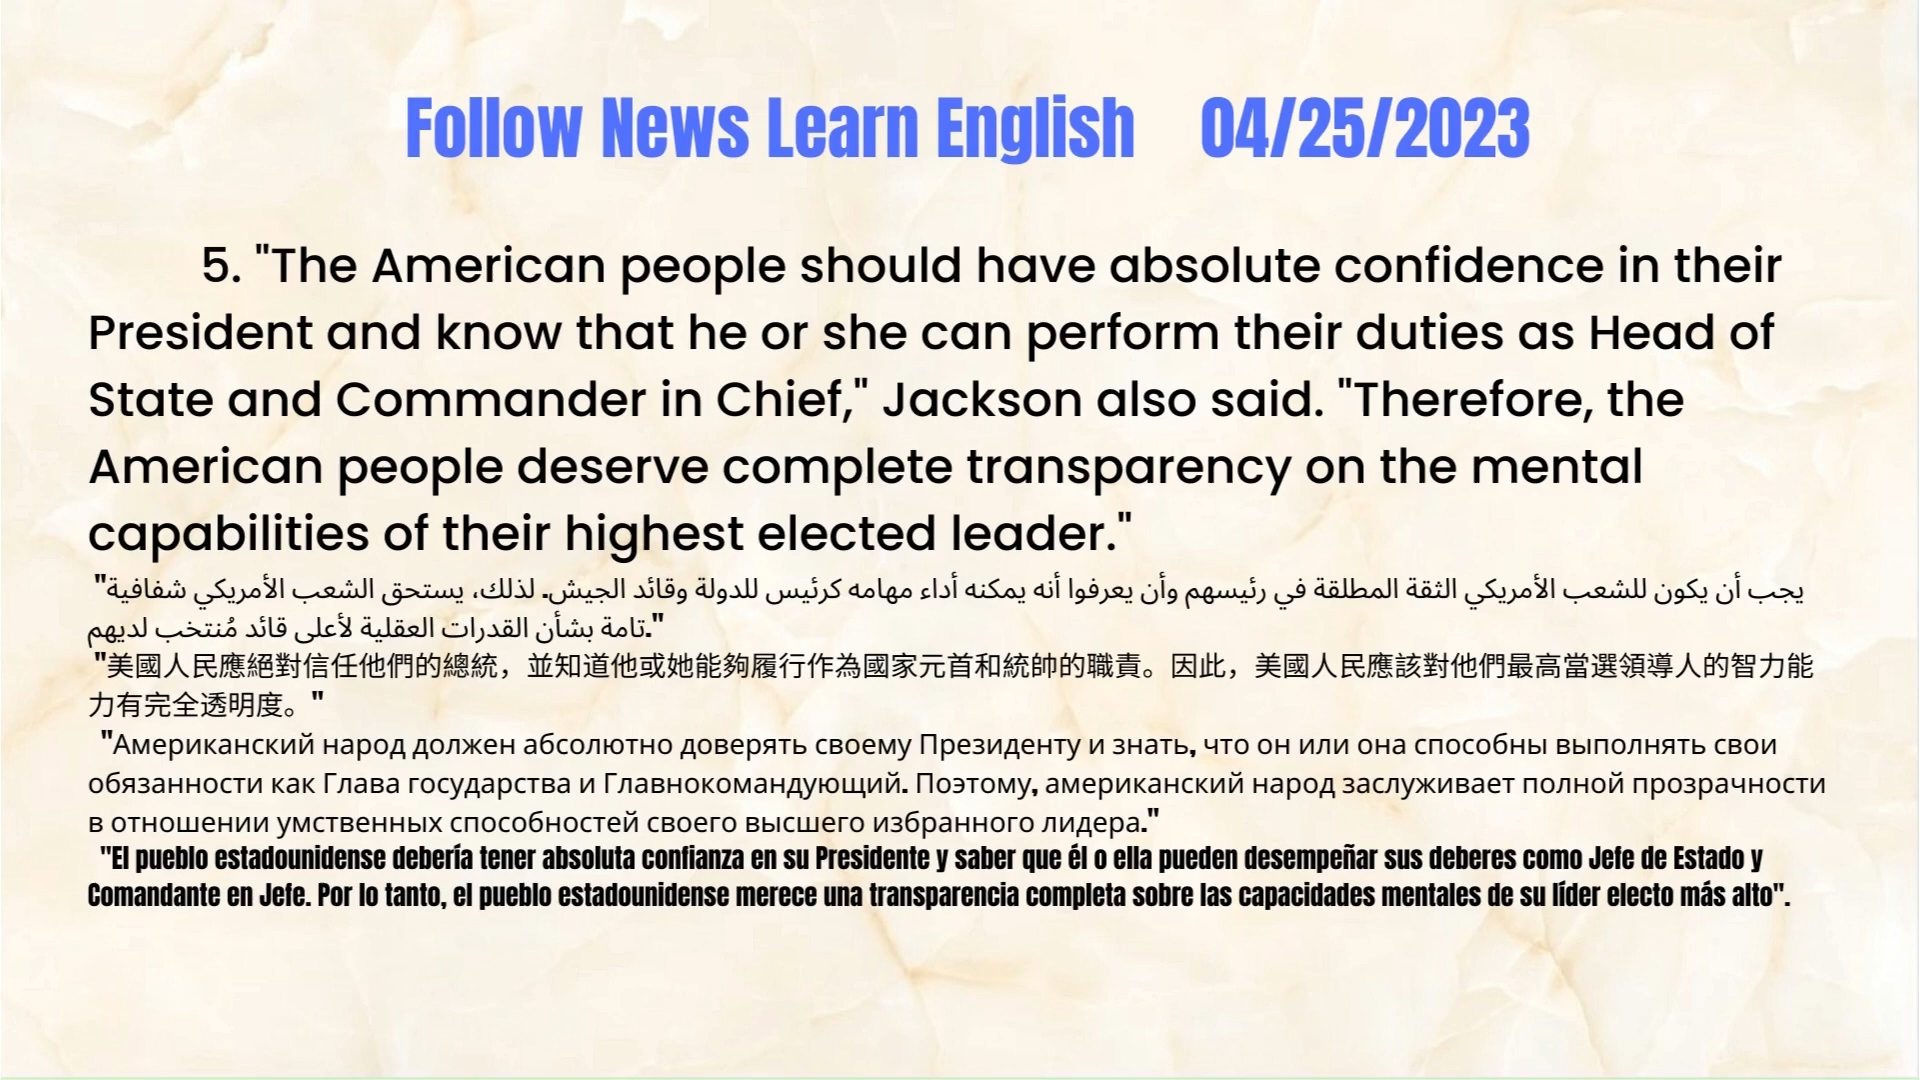 Follow News Learn English 04/25/2023
5. "The American people should have absolute confidence in their
President and know that he or she can perform their duties as Head of
State and Commander in Chief," Jackson also said. "Therefore, the
American people deserve complete transparency on the mental
capabilities of their highest elected leader."
"يجب أن يكون للشعب الأمريكي الثقة المطلقة في رئيسهم وأن يعرفوا أنه يمكنه أداء مهامه كرئيس للدولة وقائد الجيش. لذلك، يستحق الشعب الأمريكي شفافية
تامة بشأن القدرات العقلية لأعلى قائد مُنتخب لديهم."
"美國人民應絕對信任他們的總統，並知道他或她能夠履行作為國家元首和統帥的職責。因此，美國人民應該對他們最高當選領導人的智力能
力有完全透明度。"
"Американский народ должен абсолютно доверять своему Президенту и знать, что он или она способны выполнять свои
обязанности как Глава государства и Главнокомандующий. Поэтому, американский народ заслуживает полной прозрачности
в отношении умственных способностей своего высшего избранного лидера."
"El pueblo estadounidense debería tener absoluta confianza en su Presidente y saber que él o ella pueden desempeñar sus deberes como Jefe de Estado y
Comandante en Jefe. Por lo tanto, el pueblo estadounidense merece una transparencia completa sobre las capacidades mentales de su líder electo más alto".